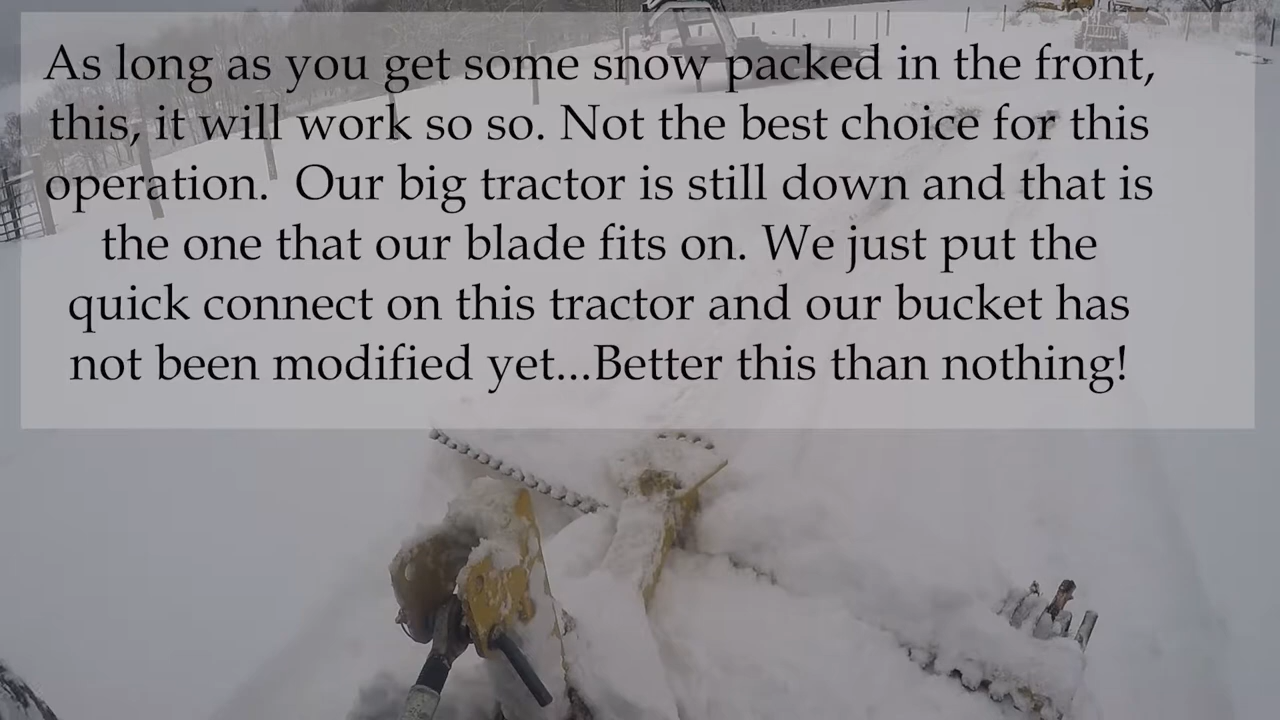 As long as you get some snow packed in the front,
this, it will work so so. Not the best choice for this
operation.  Our big tractor is still down and that is
the one that our blade fits on. We just put the
quick connect on this tractor and our bucket has
not been modified yet...Better this than nothing!